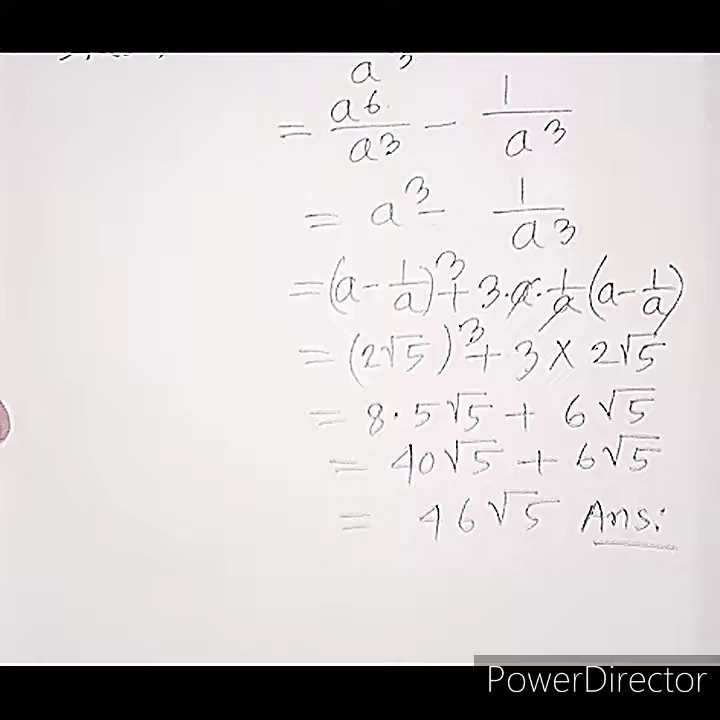 a³
= a6/a3 - 1/a3
= a³ - 1/a3
= (a - 1/a)³ + 3·a·1/a (a - 1/a)
= (2√5)³ + 3 × 2√5
= 8·5√5 + 6√5
= 40√5 + 6√5
= 46√5 Ans:
PowerDirector